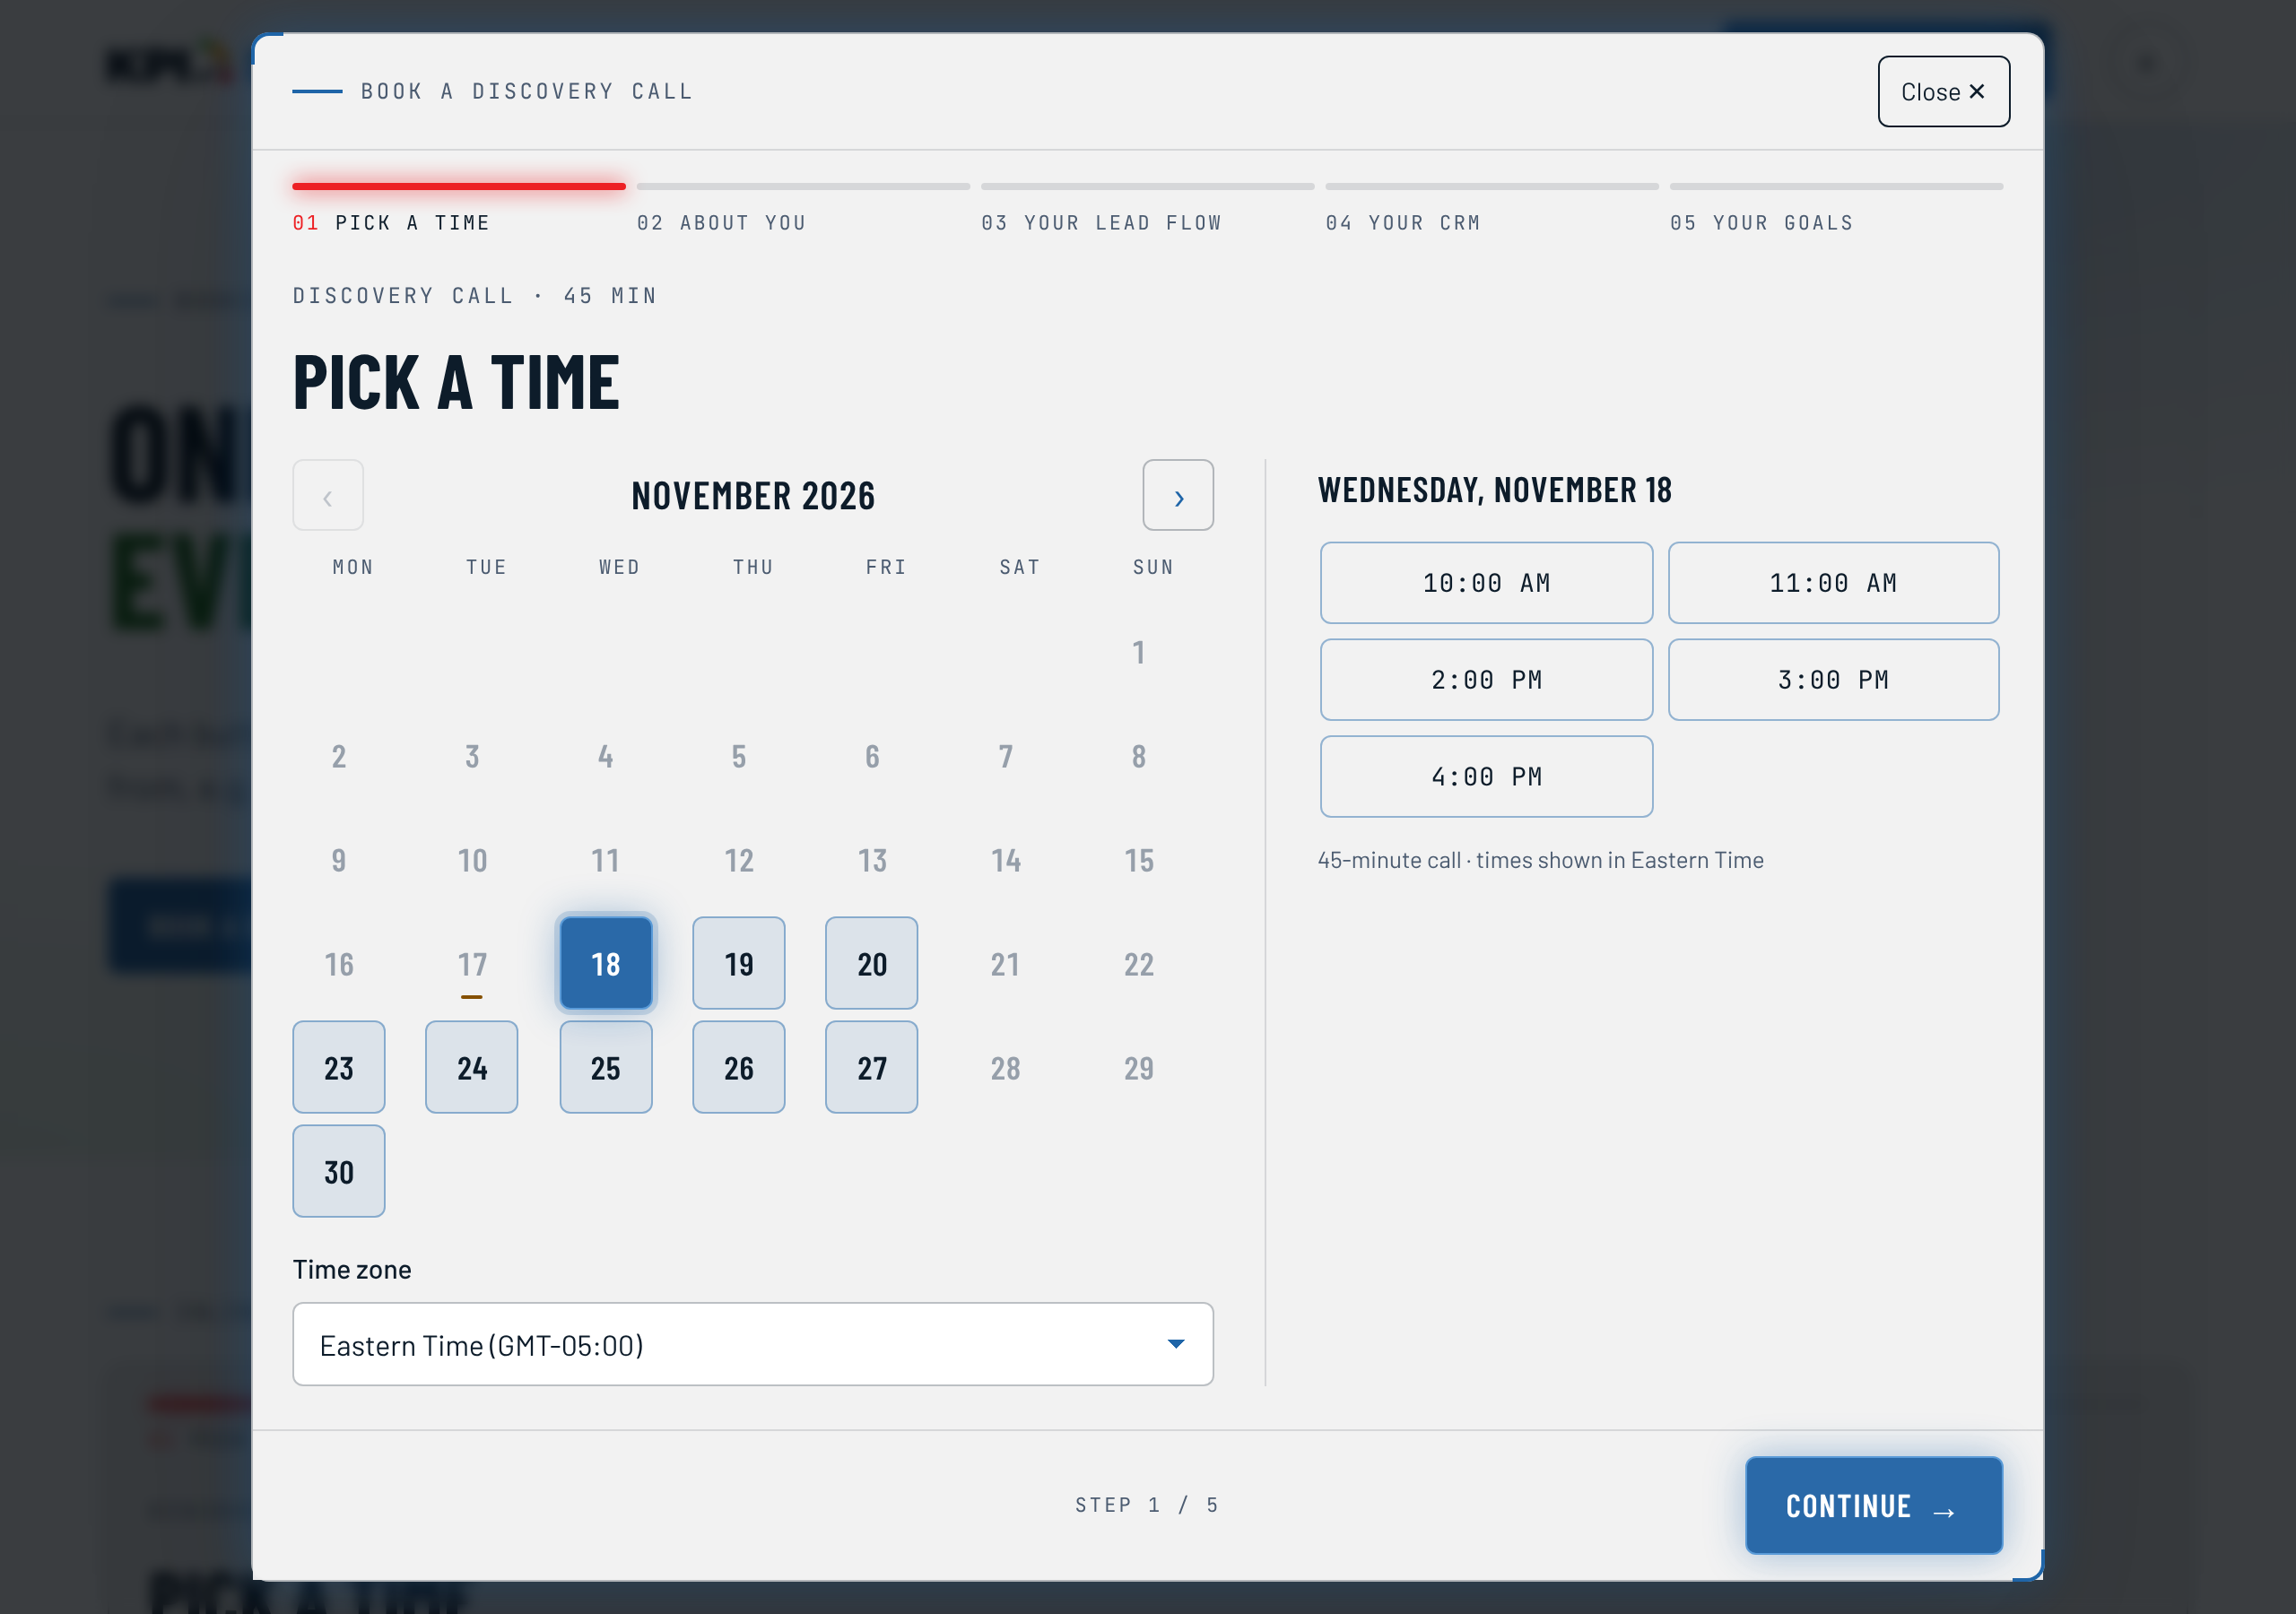 BOOK A DISCOVERY CALL
Close ✕
01 PICK A TIME
02 ABOUT YOU
03 YOUR LEAD FLOW
04 YOUR CRM
05 YOUR GOALS
DISCOVERY CALL · 45 MIN
PICK A TIME
‹ NOVEMBER 2026 ›
MON TUE WED THU FRI SAT SUN
1
2 3 4 5 6 7 8
9 10 11 12 13 14 15
16 17 18 19 20 21 22
23 24 25 26 27 28 29
30
Time zone
Eastern Time (GMT-05:00)
WEDNESDAY, NOVEMBER 18
10:00 AM 11:00 AM
2:00 PM 3:00 PM
4:00 PM
45-minute call · times shown in Eastern Time
STEP 1 / 5
CONTINUE →
KPI
ON
EV
PICK A TIME